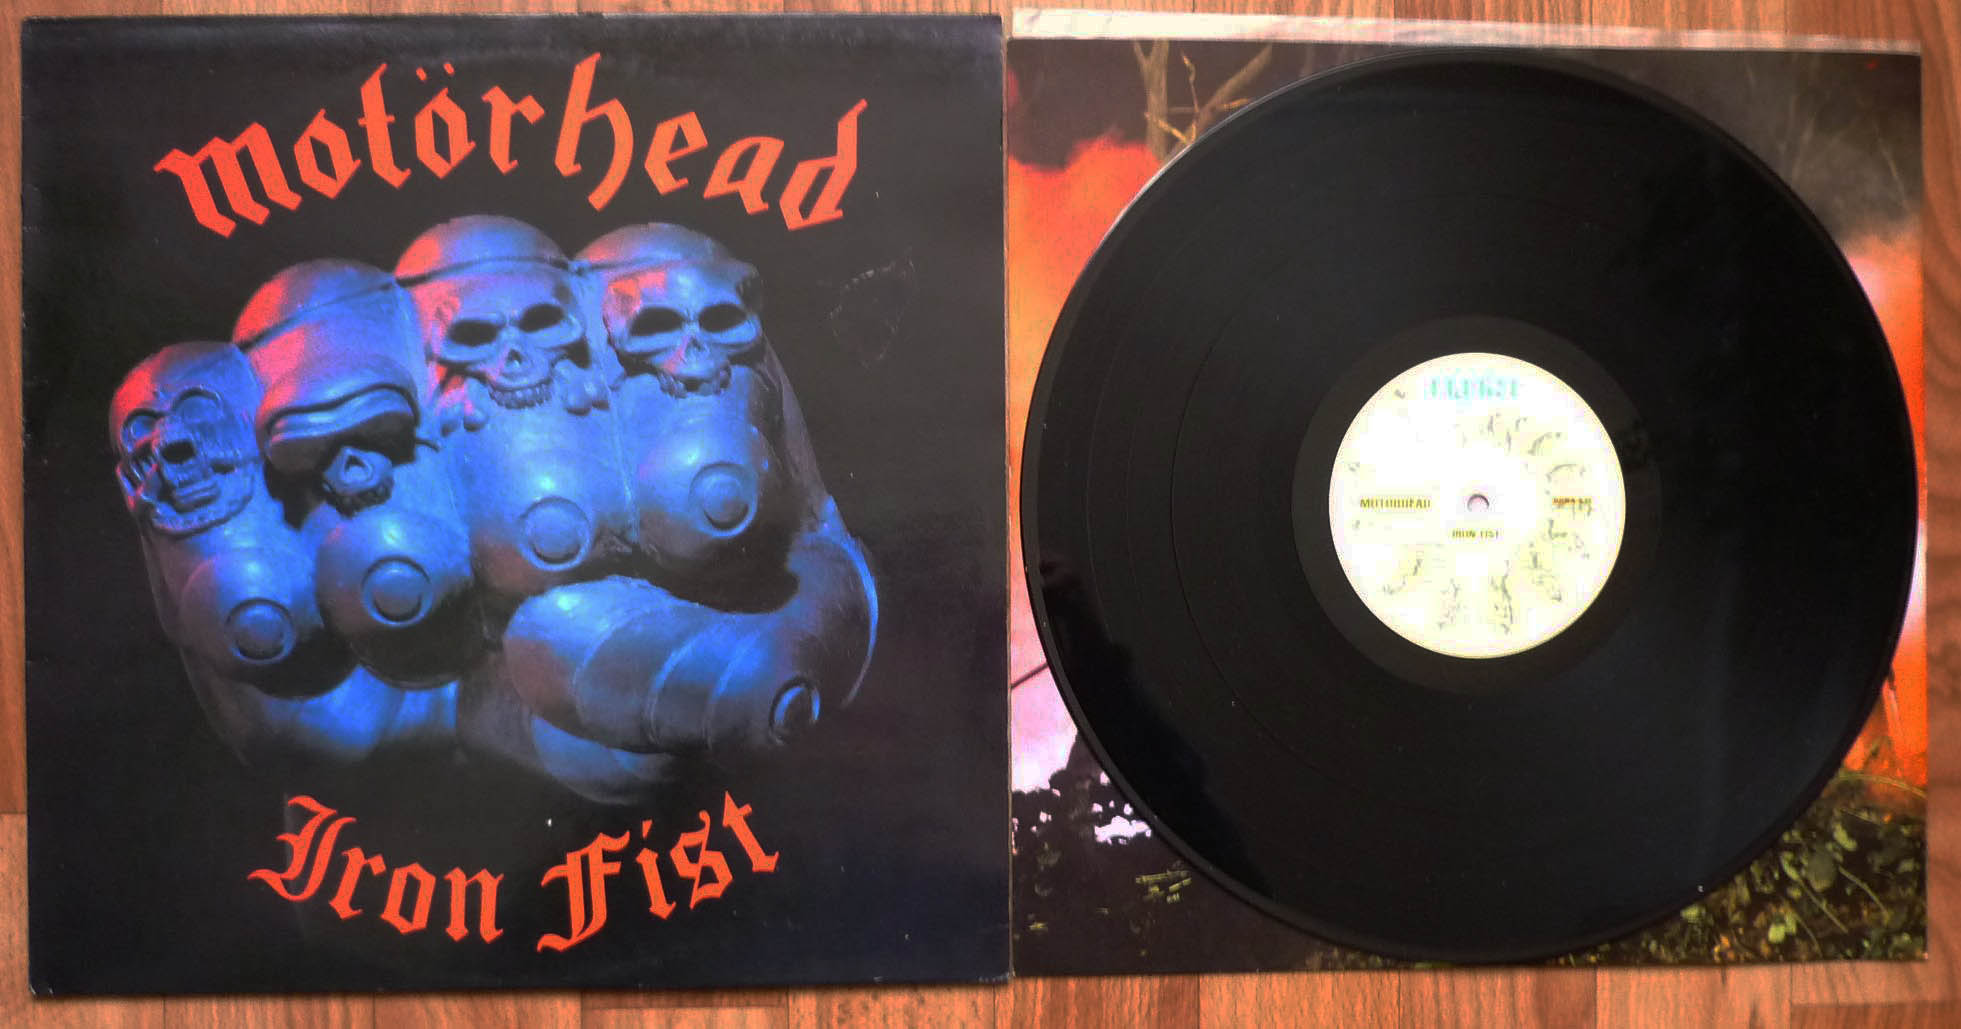 Motörhead
Iron Fist
MOTORHEAD
IRON FIST